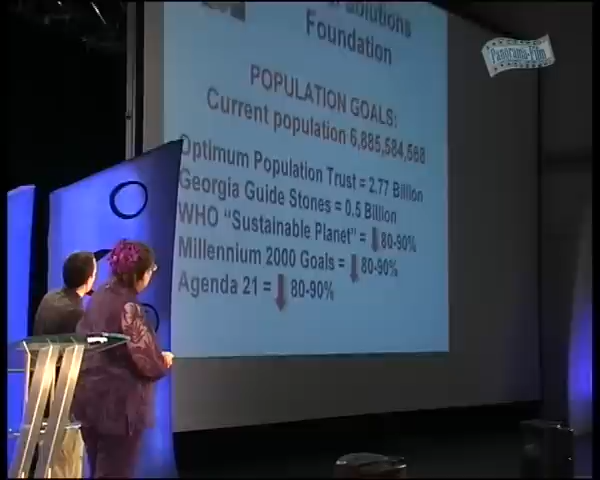 Panorama-Film
Solutions
Foundation
POPULATION GOALS:
Current population 6,885,584,568
Optimum Population Trust = 2.77 Billion
Georgia Guide Stones = 0.5 Billion
WHO "Sustainable Planet" = 80-90%
Millennium 2000 Goals = 80-90%
Agenda 21 = 80-90%